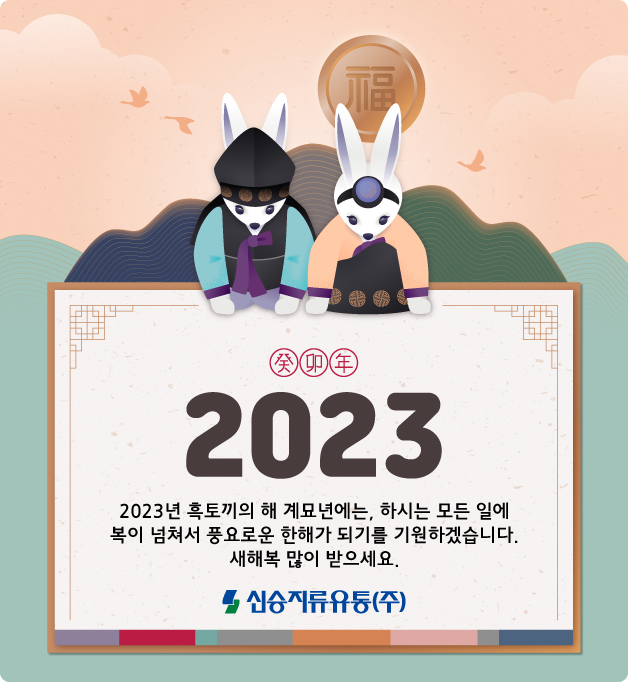 福
癸卯年
2023
2023년 흑토끼의 해 계묘년에는, 하시는 모든 일에
복이 넘쳐서 풍요로운 한해가 되기를 기원하겠습니다.
새해복 많이 받으세요.
신승지류유통(주)